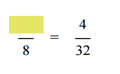 /8 = 4/32